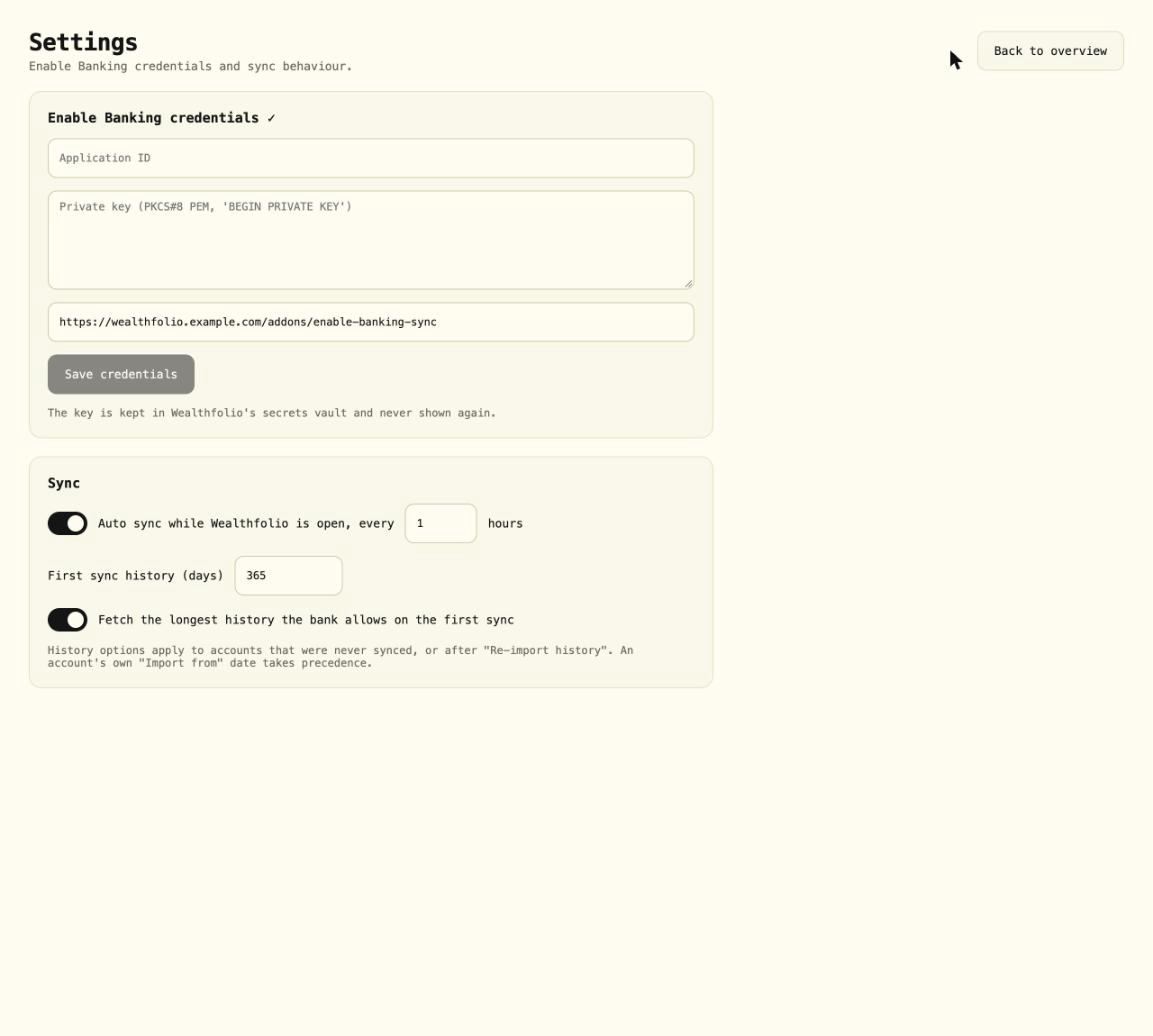 Settings
Enable Banking credentials and sync behaviour.
Back to overview
Enable Banking credentials ✓
Application ID
Private key (PKCS#8 PEM, 'BEGIN PRIVATE KEY')
https://wealthfolio.example.com/addons/enable-banking-sync
Save credentials
The key is kept in Wealthfolio's secrets vault and never shown again.
Sync
Auto sync while Wealthfolio is open, every 1 hours
First sync history (days) 365
Fetch the longest history the bank allows on the first sync
History options apply to accounts that were never synced, or after "Re-import history". An
account's own "Import from" date takes precedence.